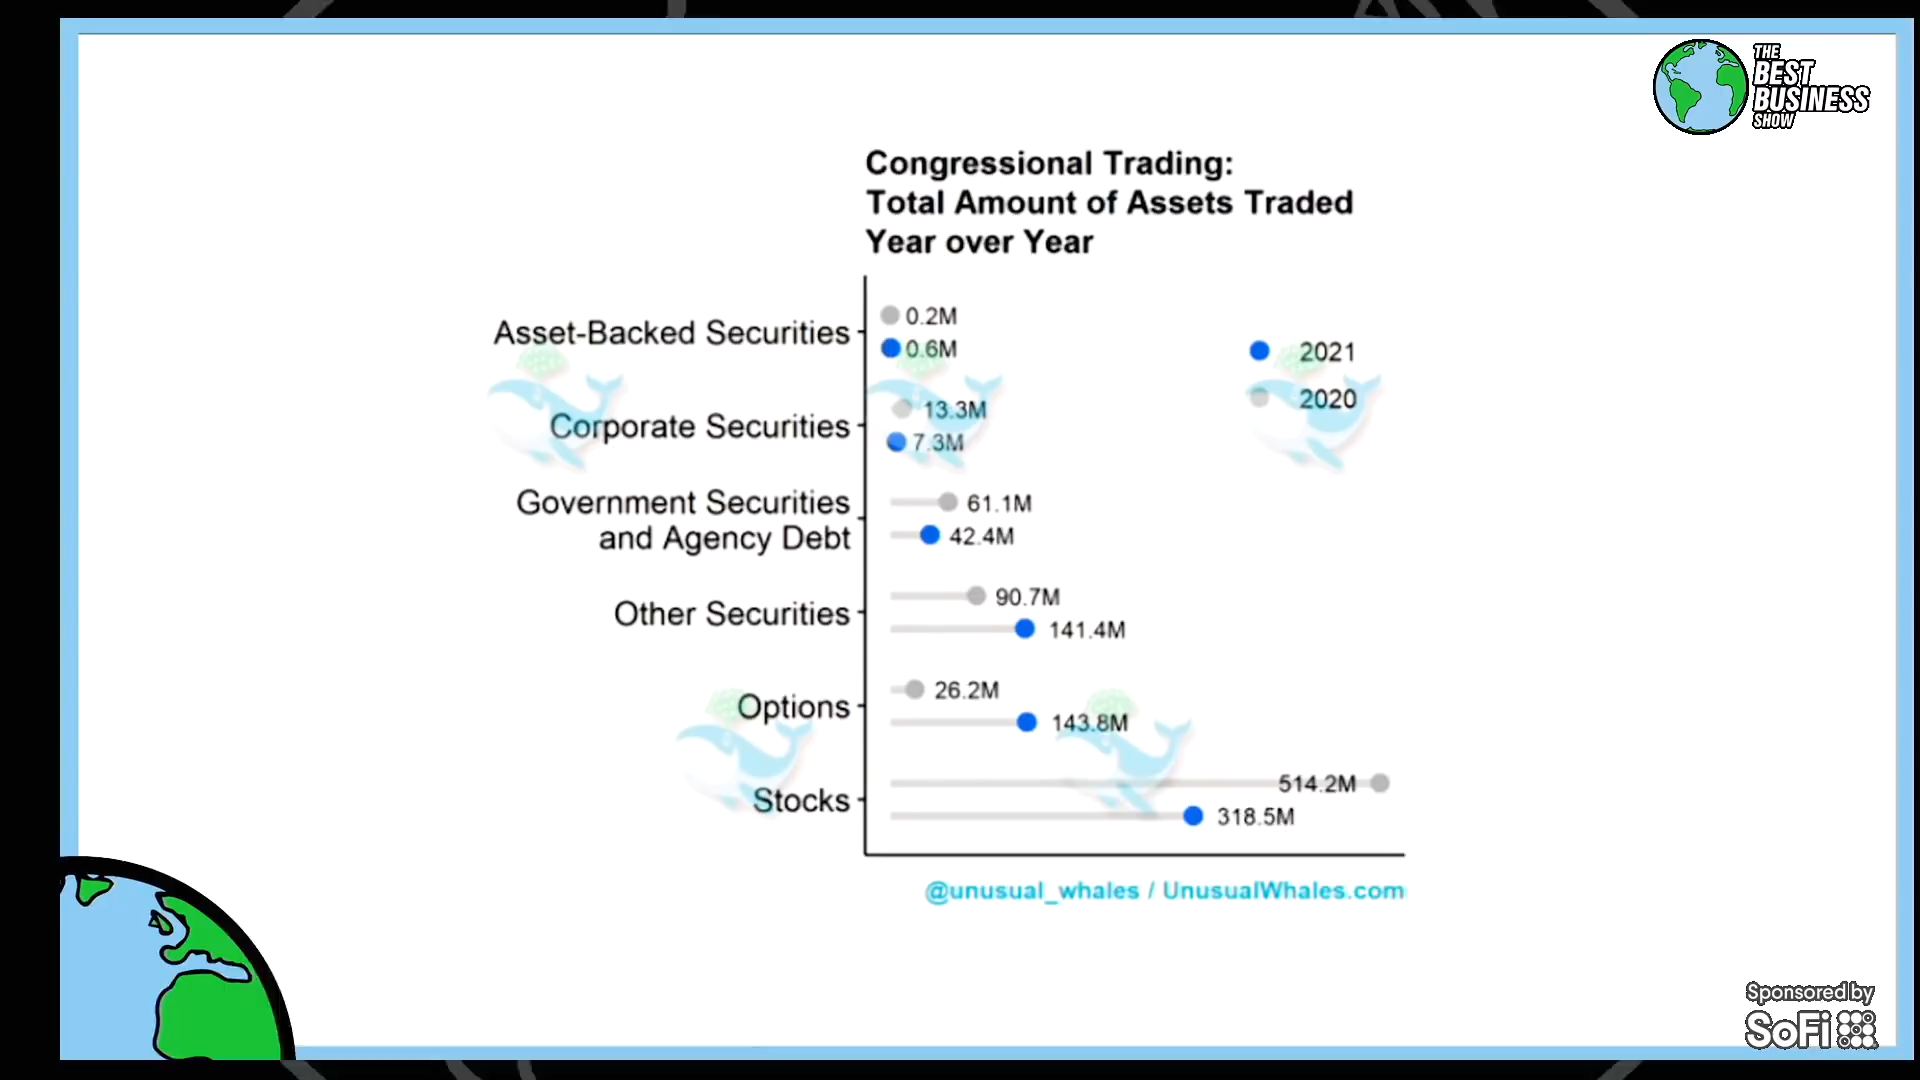 THE
BEST
BUSINESS
SHOW
Congressional Trading:
Total Amount of Assets Traded
Year over Year
Asset-Backed Securities
0.2M
0.6M
2021
2020
Corporate Securities
13.3M
7.3M
Government Securities
and Agency Debt
61.1M
42.4M
Other Securities
90.7M
141.4M
Options
26.2M
143.8M
Stocks
514.2M
318.5M
@unusual_whales / UnusualWhales.com
Sponsored by
SoFi